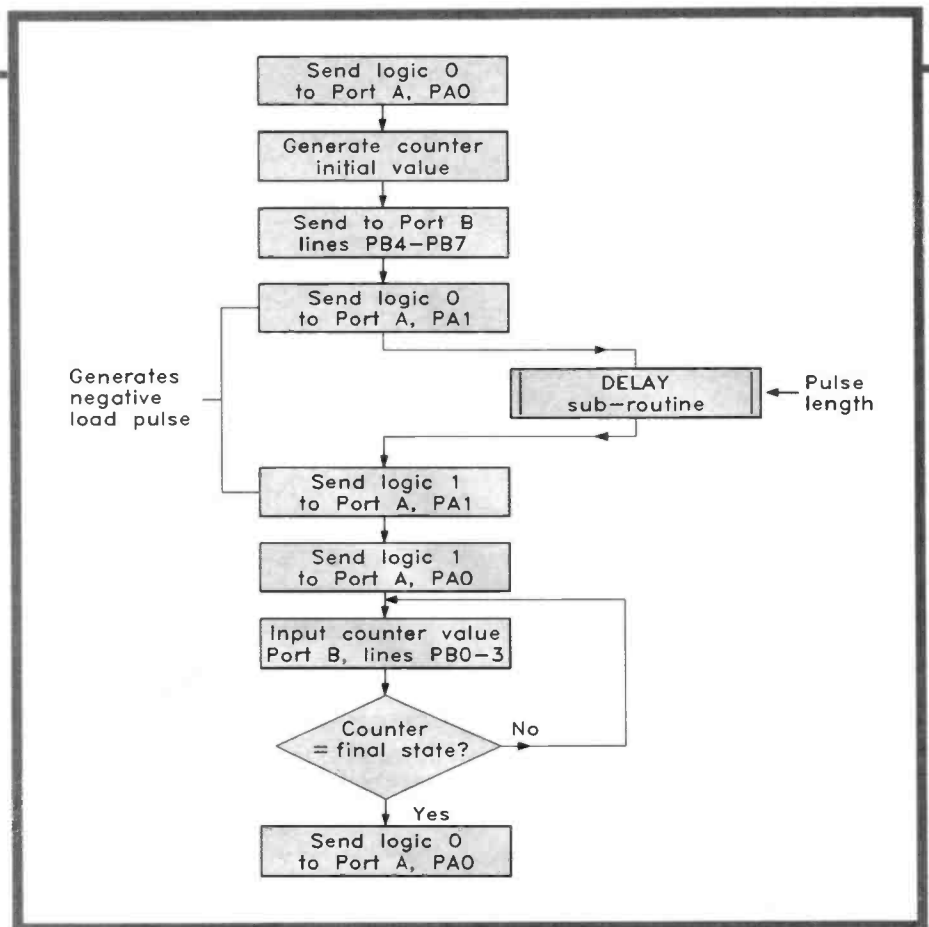 Send logic 0
to Port A, PA0
Generate counter
initial value
Send to Port B
lines PB4-PB7
Send logic 0
to Port A, PA1
Generates
negative
load pulse
DELAY
sub-routine
Pulse
length
Send logic 1
to Port A, PA1
Send logic 1
to Port A, PA0
Input counter value
Port B, lines PB0-3
Counter
= final state?
No
Yes
Send logic 0
to Port A, PA0